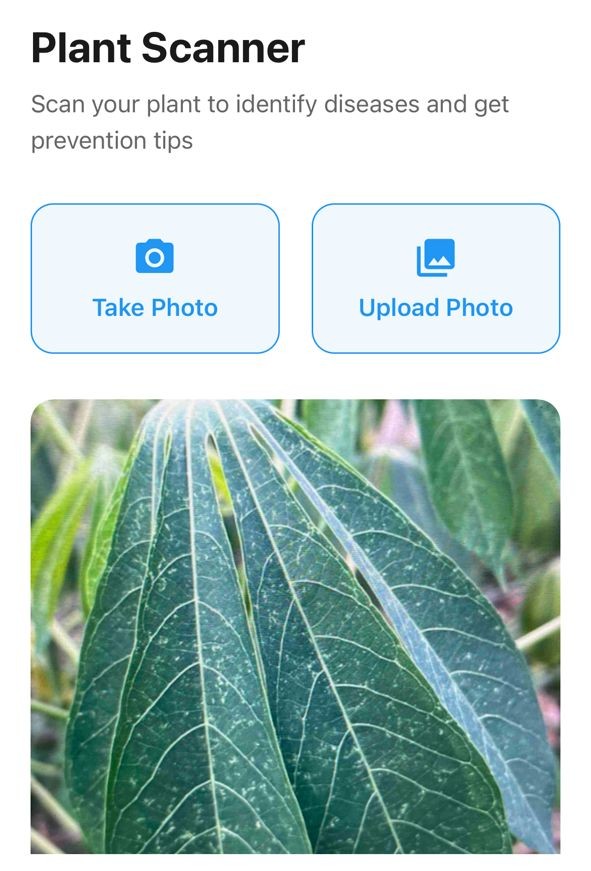 Plant Scanner
Scan your plant to identify diseases and get
prevention tips
Take Photo
Upload Photo